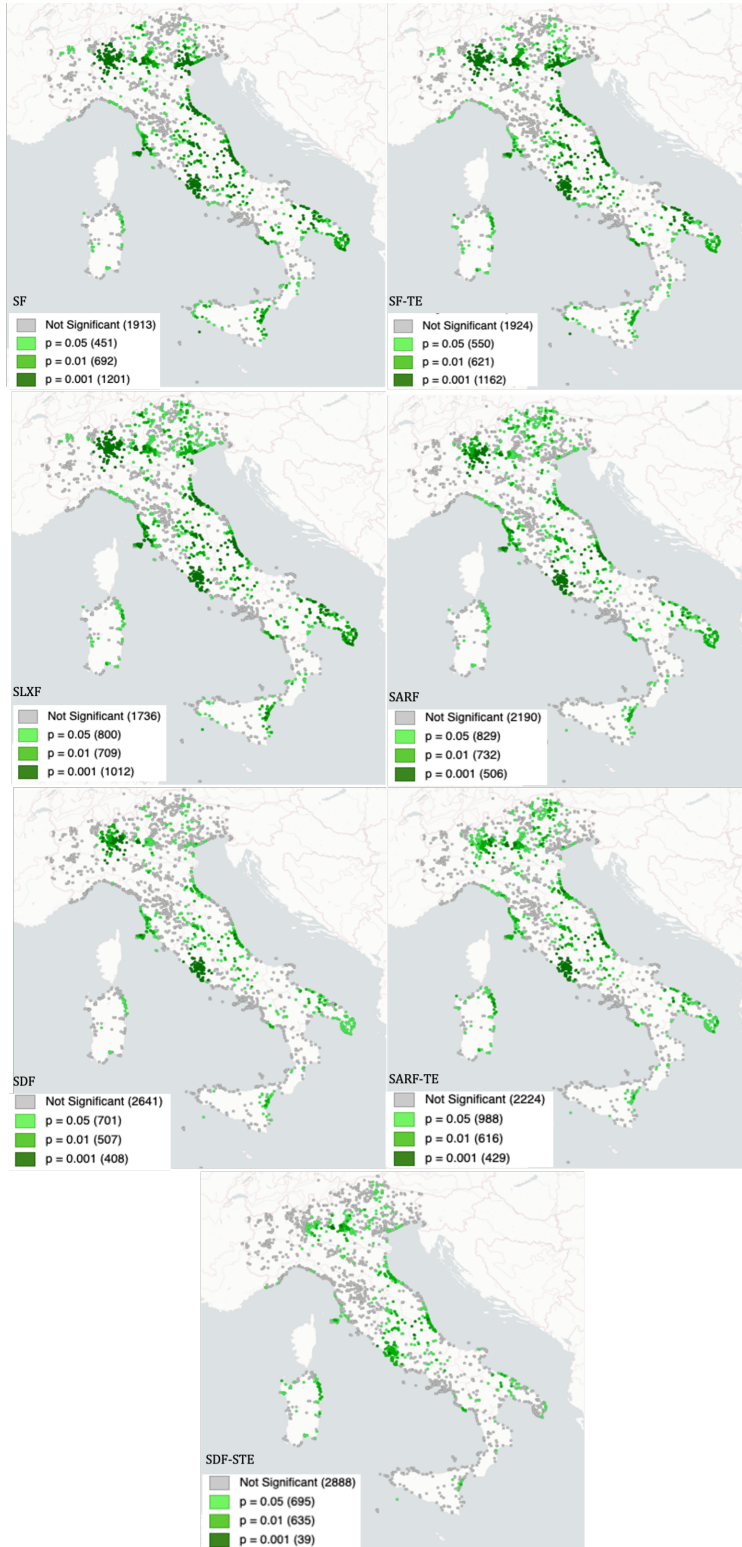 SF
Not Significant (1913)
p = 0.05 (451)
p = 0.01 (692)
p = 0.001 (1201)
SF-TE
Not Significant (1924)
p = 0.05 (550)
p = 0.01 (621)
p = 0.001 (1162)
SLXF
Not Significant (1736)
p = 0.05 (800)
p = 0.01 (709)
p = 0.001 (1012)
SARF
Not Significant (2190)
p = 0.05 (829)
p = 0.01 (732)
p = 0.001 (506)
SDF
Not Significant (2641)
p = 0.05 (701)
p = 0.01 (507)
p = 0.001 (408)
SARF-TE
Not Significant (2224)
p = 0.05 (988)
p = 0.01 (616)
p = 0.001 (429)
SDF-STE
Not Significant (2888)
p = 0.05 (695)
p = 0.01 (635)
p = 0.001 (39)